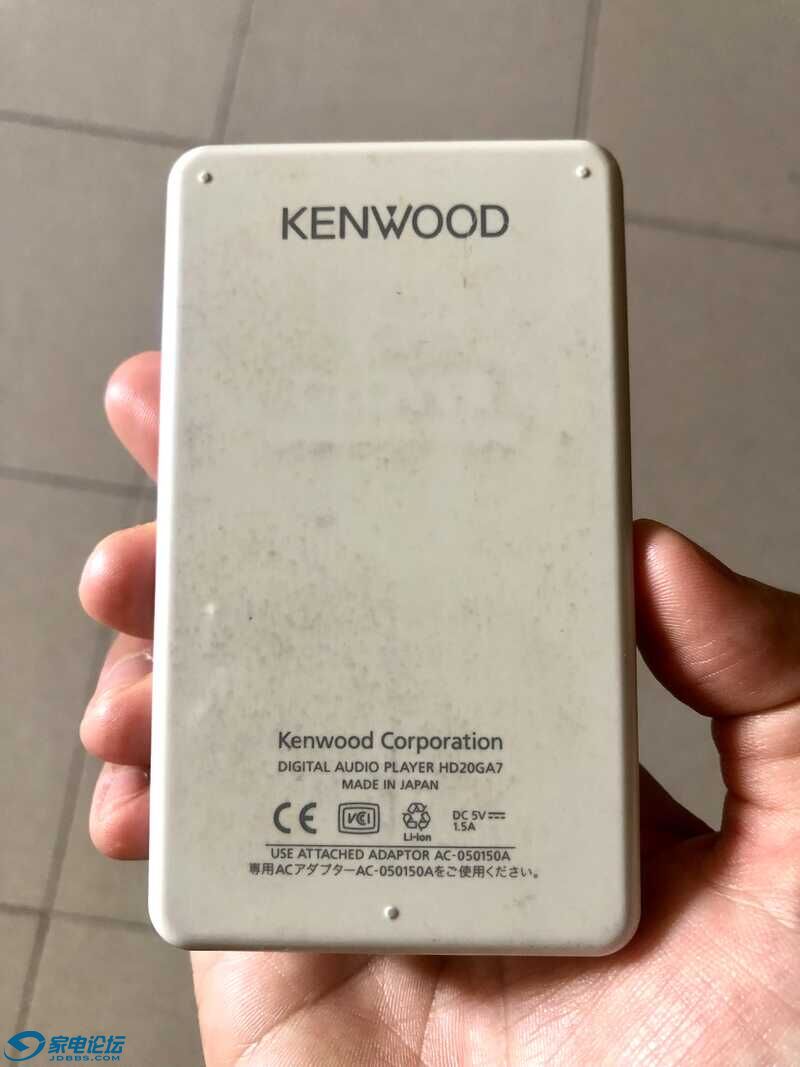 KENWOOD
Kenwood Corporation
DIGITAL AUDIO PLAYER HD20GA7
MADE IN JAPAN
CE
VCI
Li-ion
DC 5V
1.5A
USE ATTACHED ADAPTOR AC-050150A
専用ACアダプターAC-050150Aをご使用ください。
家电论坛
JDBBS.COM